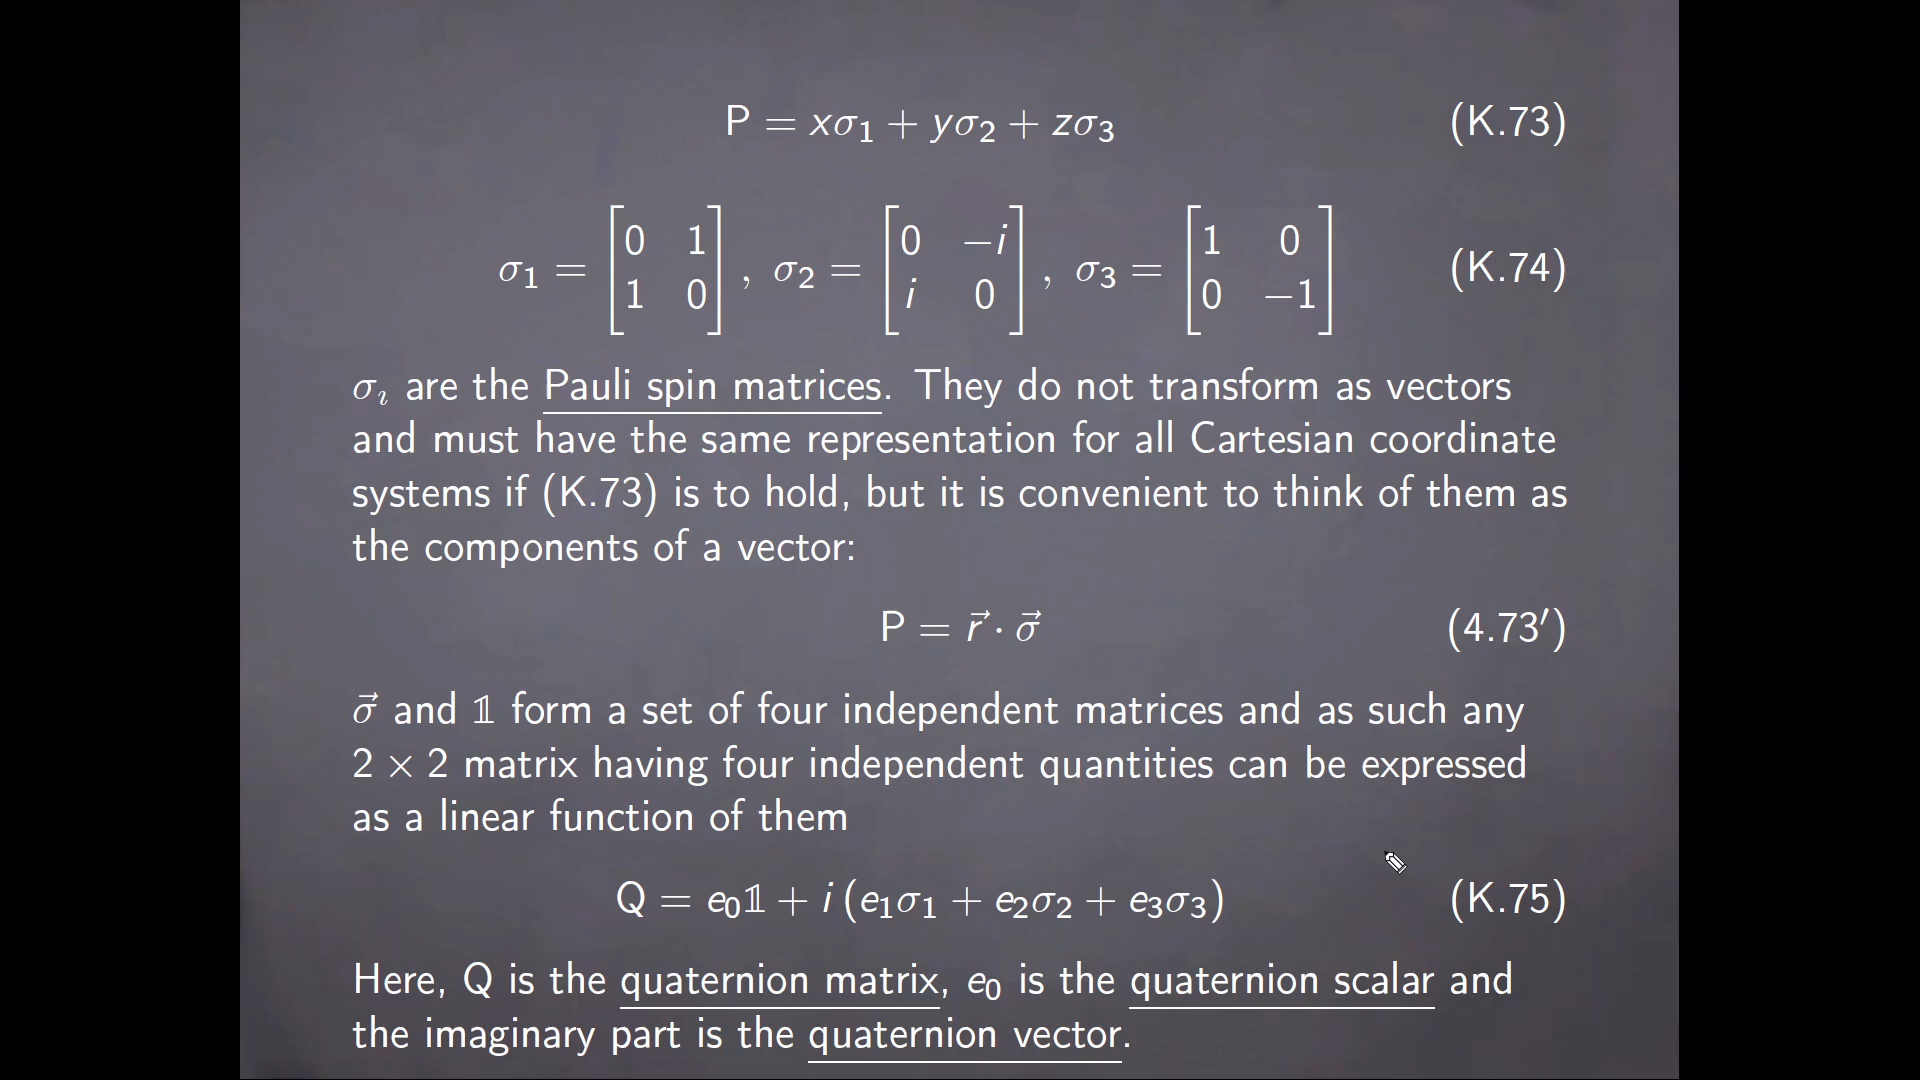 P = xσ₁ + yσ₂ + zσ₃ (K.73)
σ₁ = [0 1; 1 0], σ₂ = [0 −i; i 0], σ₃ = [1 0; 0 −1] (K.74)
σᵢ are the Pauli spin matrices. They do not transform as vectors
and must have the same representation for all Cartesian coordinate
systems if (K.73) is to hold, but it is convenient to think of them as
the components of a vector:
P = r⃗ · σ⃗ (4.73′)
σ⃗ and 𝟙 form a set of four independent matrices and as such any
2 × 2 matrix having four independent quantities can be expressed
as a linear function of them
Q = e₀𝟙 + i (e₁σ₁ + e₂σ₂ + e₃σ₃) (K.75)
Here, Q is the quaternion matrix, e₀ is the quaternion scalar and
the imaginary part is the quaternion vector.